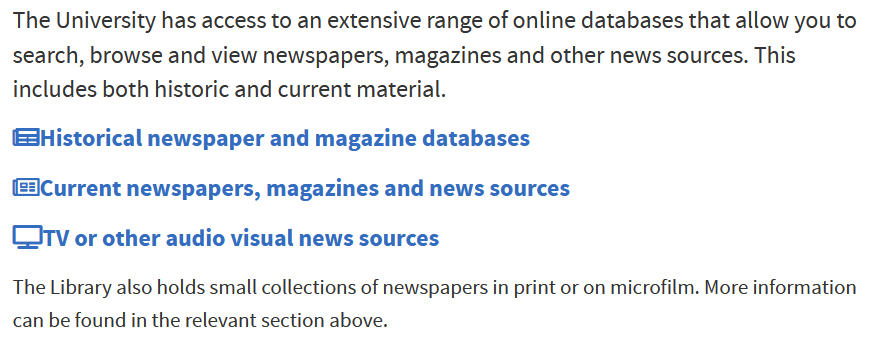 The University has access to an extensive range of online databases that allow you to
search, browse and view newspapers, magazines and other news sources. This
includes both historic and current material.
Historical newspaper and magazine databases
Current newspapers, magazines and news sources
TV or other audio visual news sources
The Library also holds small collections of newspapers in print or on microfilm. More information
can be found in the relevant section above.